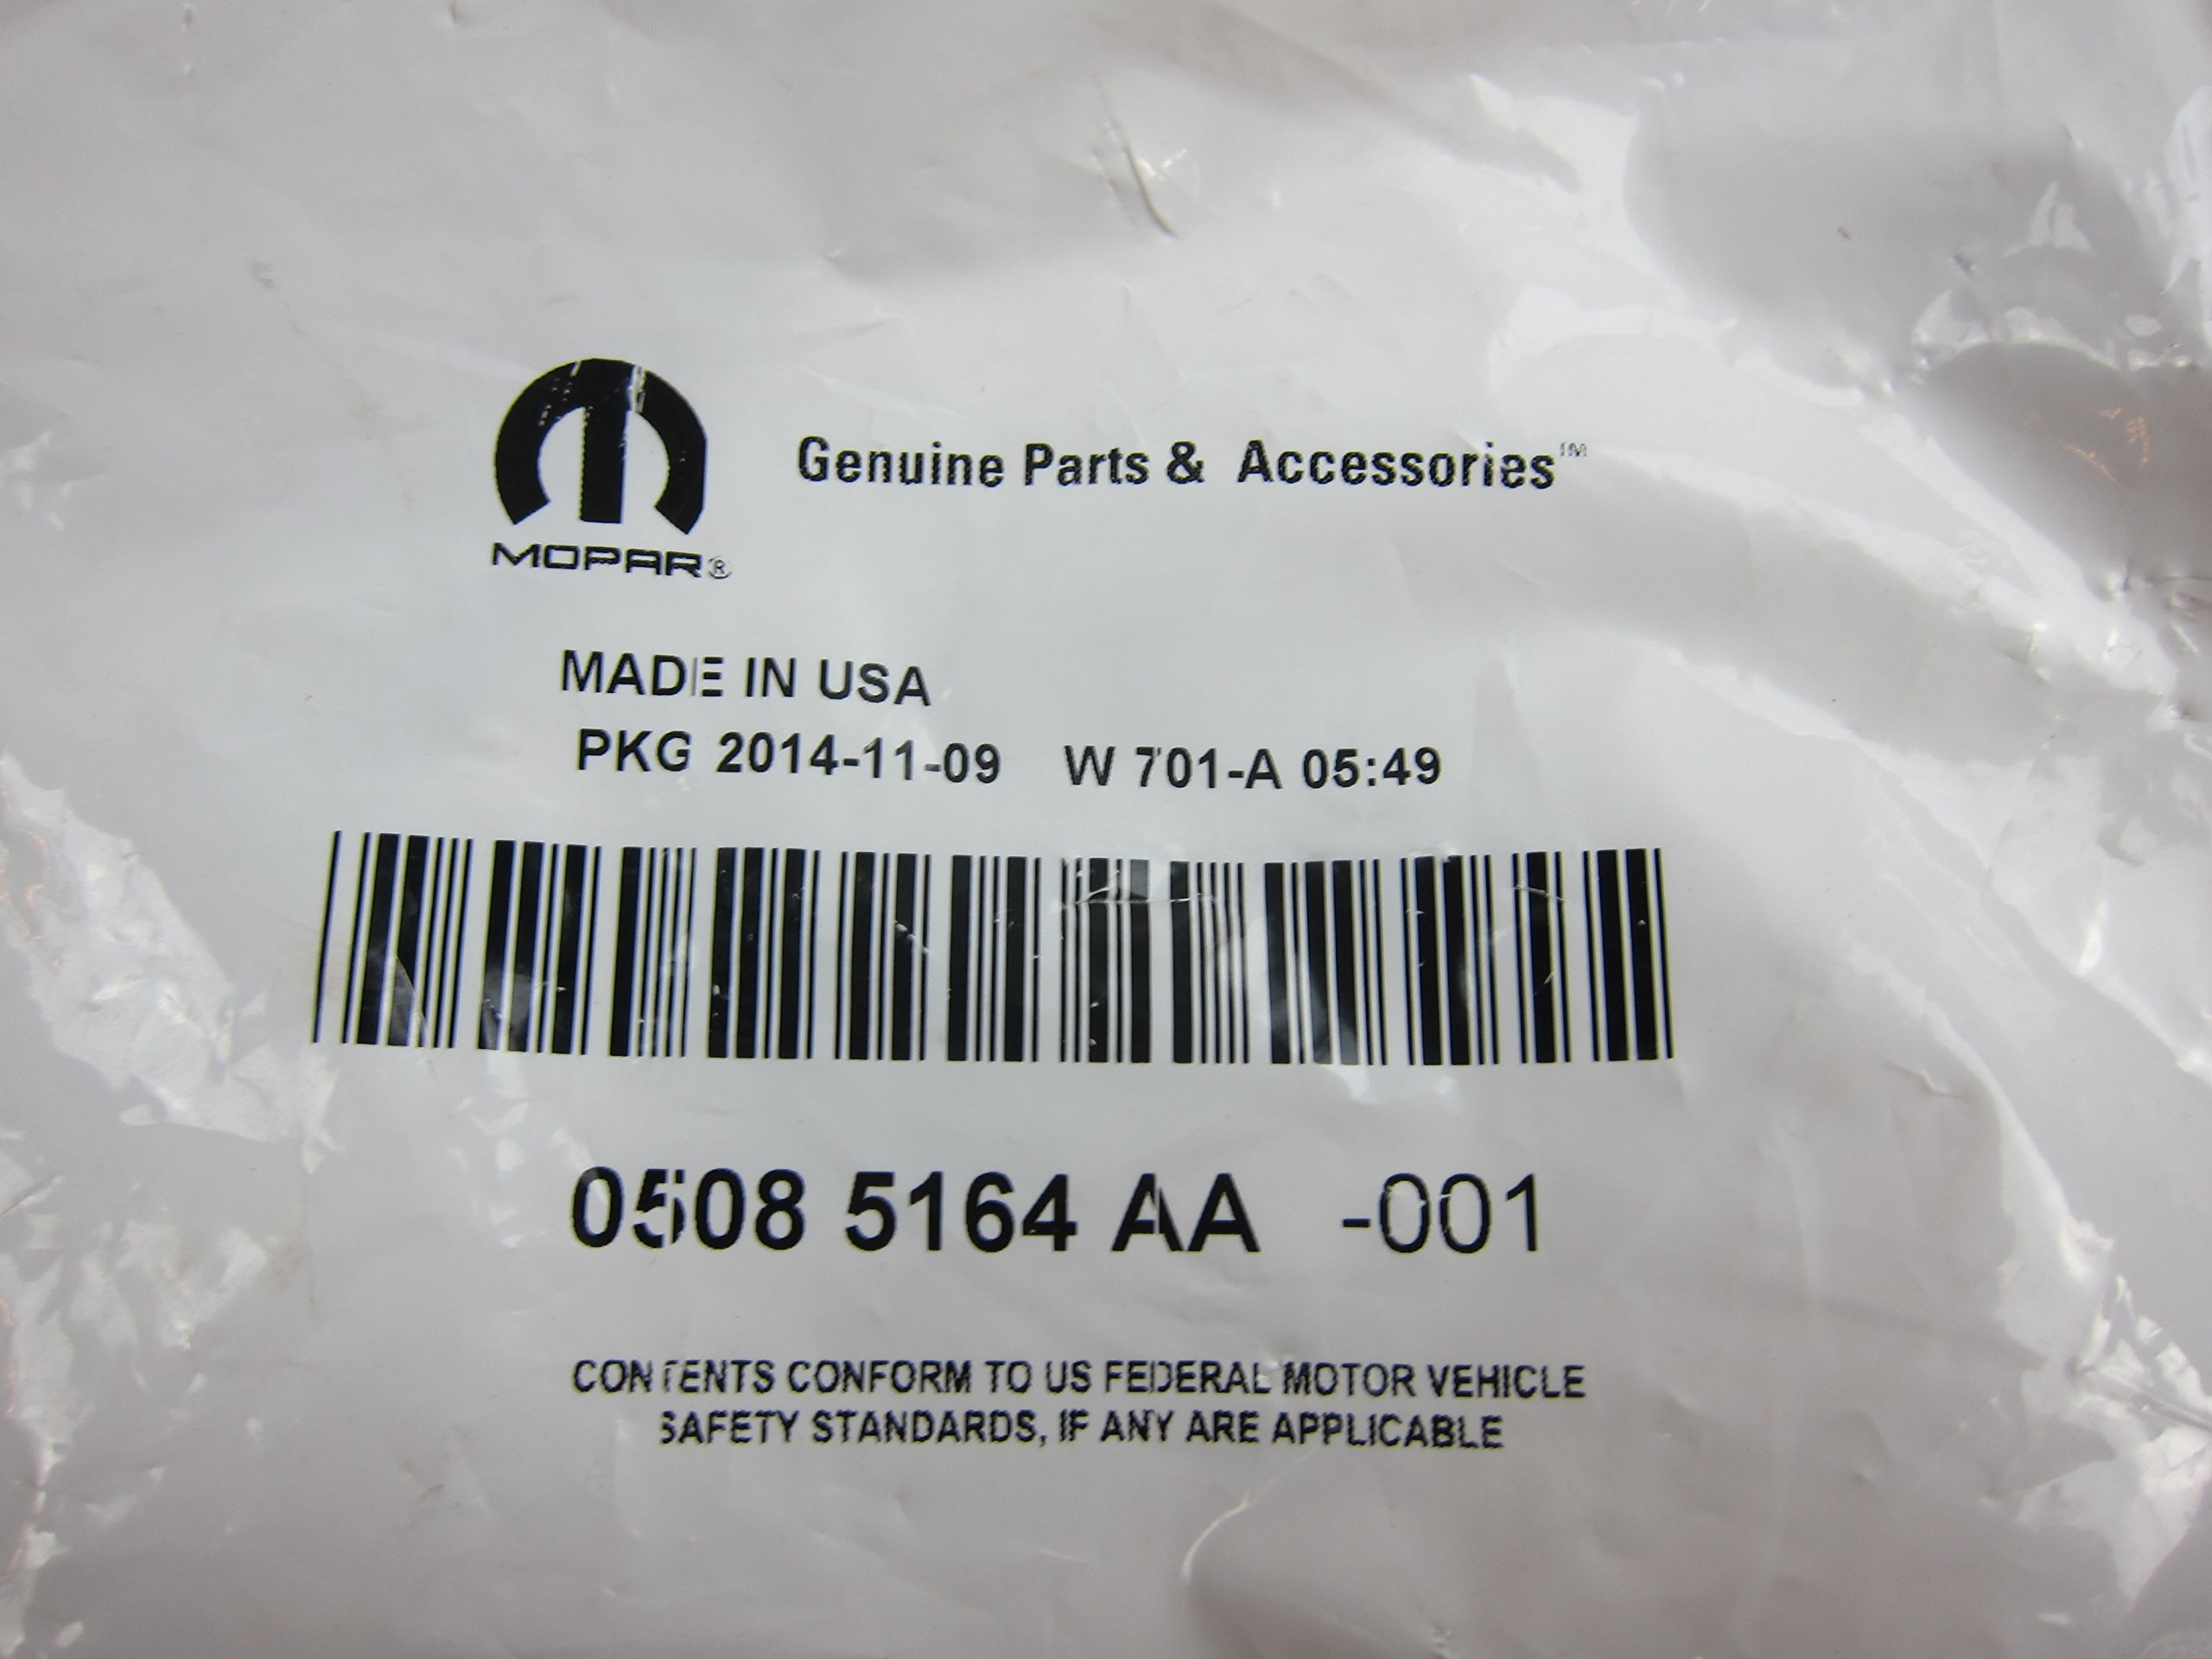 Genuine Parts & Accessories™
MOPAR®
MADE IN USA
PKG 2014-11-09 W 701-A 05:49
0508 5164 AA -001
CONTENTS CONFORM TO US FEDERAL MOTOR VEHICLE
SAFETY STANDARDS, IF ANY ARE APPLICABLE